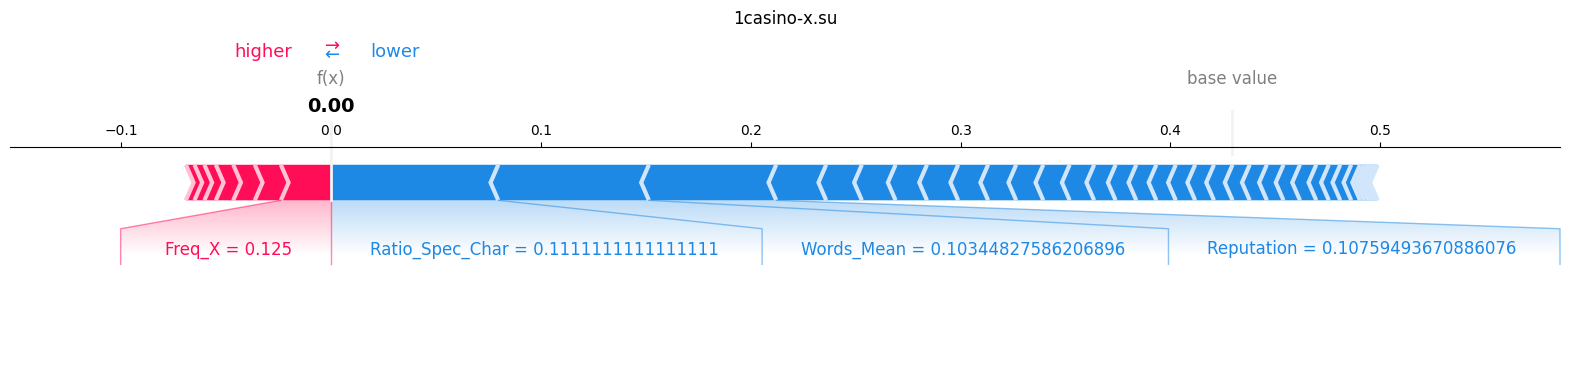 1casino-x.su
higher → ← lower
f(x) base value
0.00
−0.1 0.0 0.1 0.2 0.3 0.4 0.5
Freq_X = 0.125 Ratio_Spec_Char = 0.1111111111111111 Words_Mean = 0.10344827586206896 Reputation = 0.10759493670886076